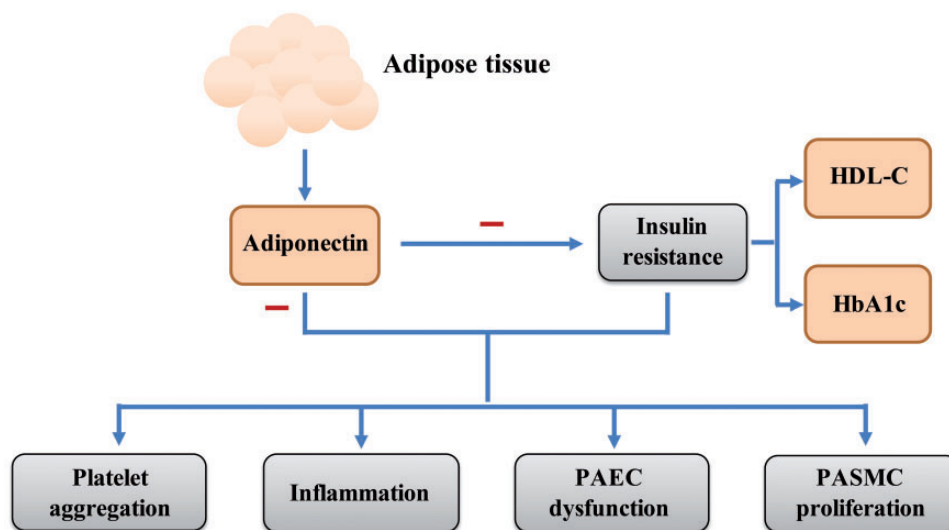 Adipose tissue
HDL-C
Adiponectin
Insulin
resistance
HbA1c
Platelet
aggregation
Inflammation
PAEC
dysfunction
PASMC
proliferation